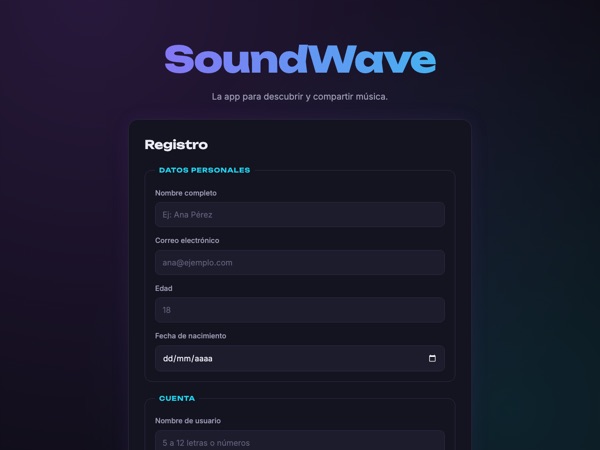 SoundWave
La app para descubrir y compartir música.
Registro
DATOS PERSONALES
Nombre completo
Ej: Ana Pérez
Correo electrónico
ana@ejemplo.com
Edad
18
Fecha de nacimiento
dd/mm/aaaa
CUENTA
Nombre de usuario
5 a 12 letras o números